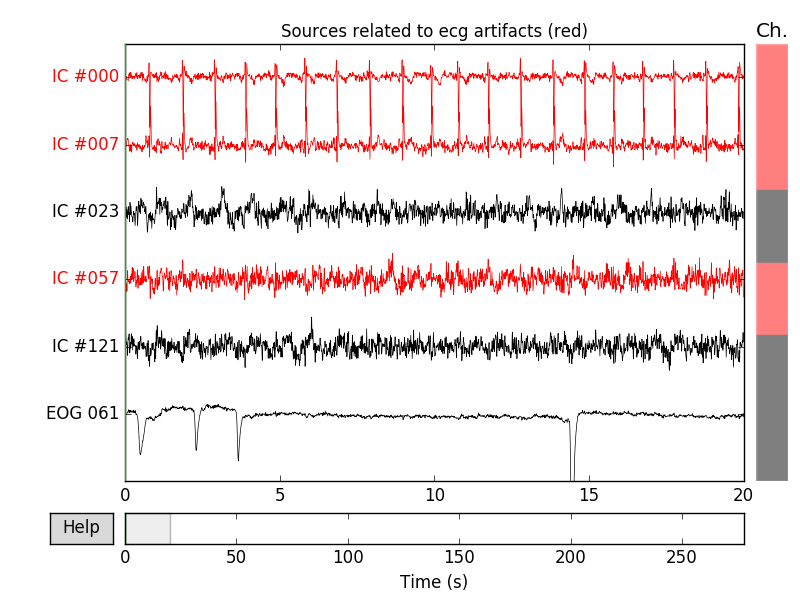 Sources related to ecg artifacts (red)
Ch.
IC #000
IC #007
IC #023
IC #057
IC #121
EOG 061
0 5 10 15 20
Help
0 50 100 150 200 250
Time (s)